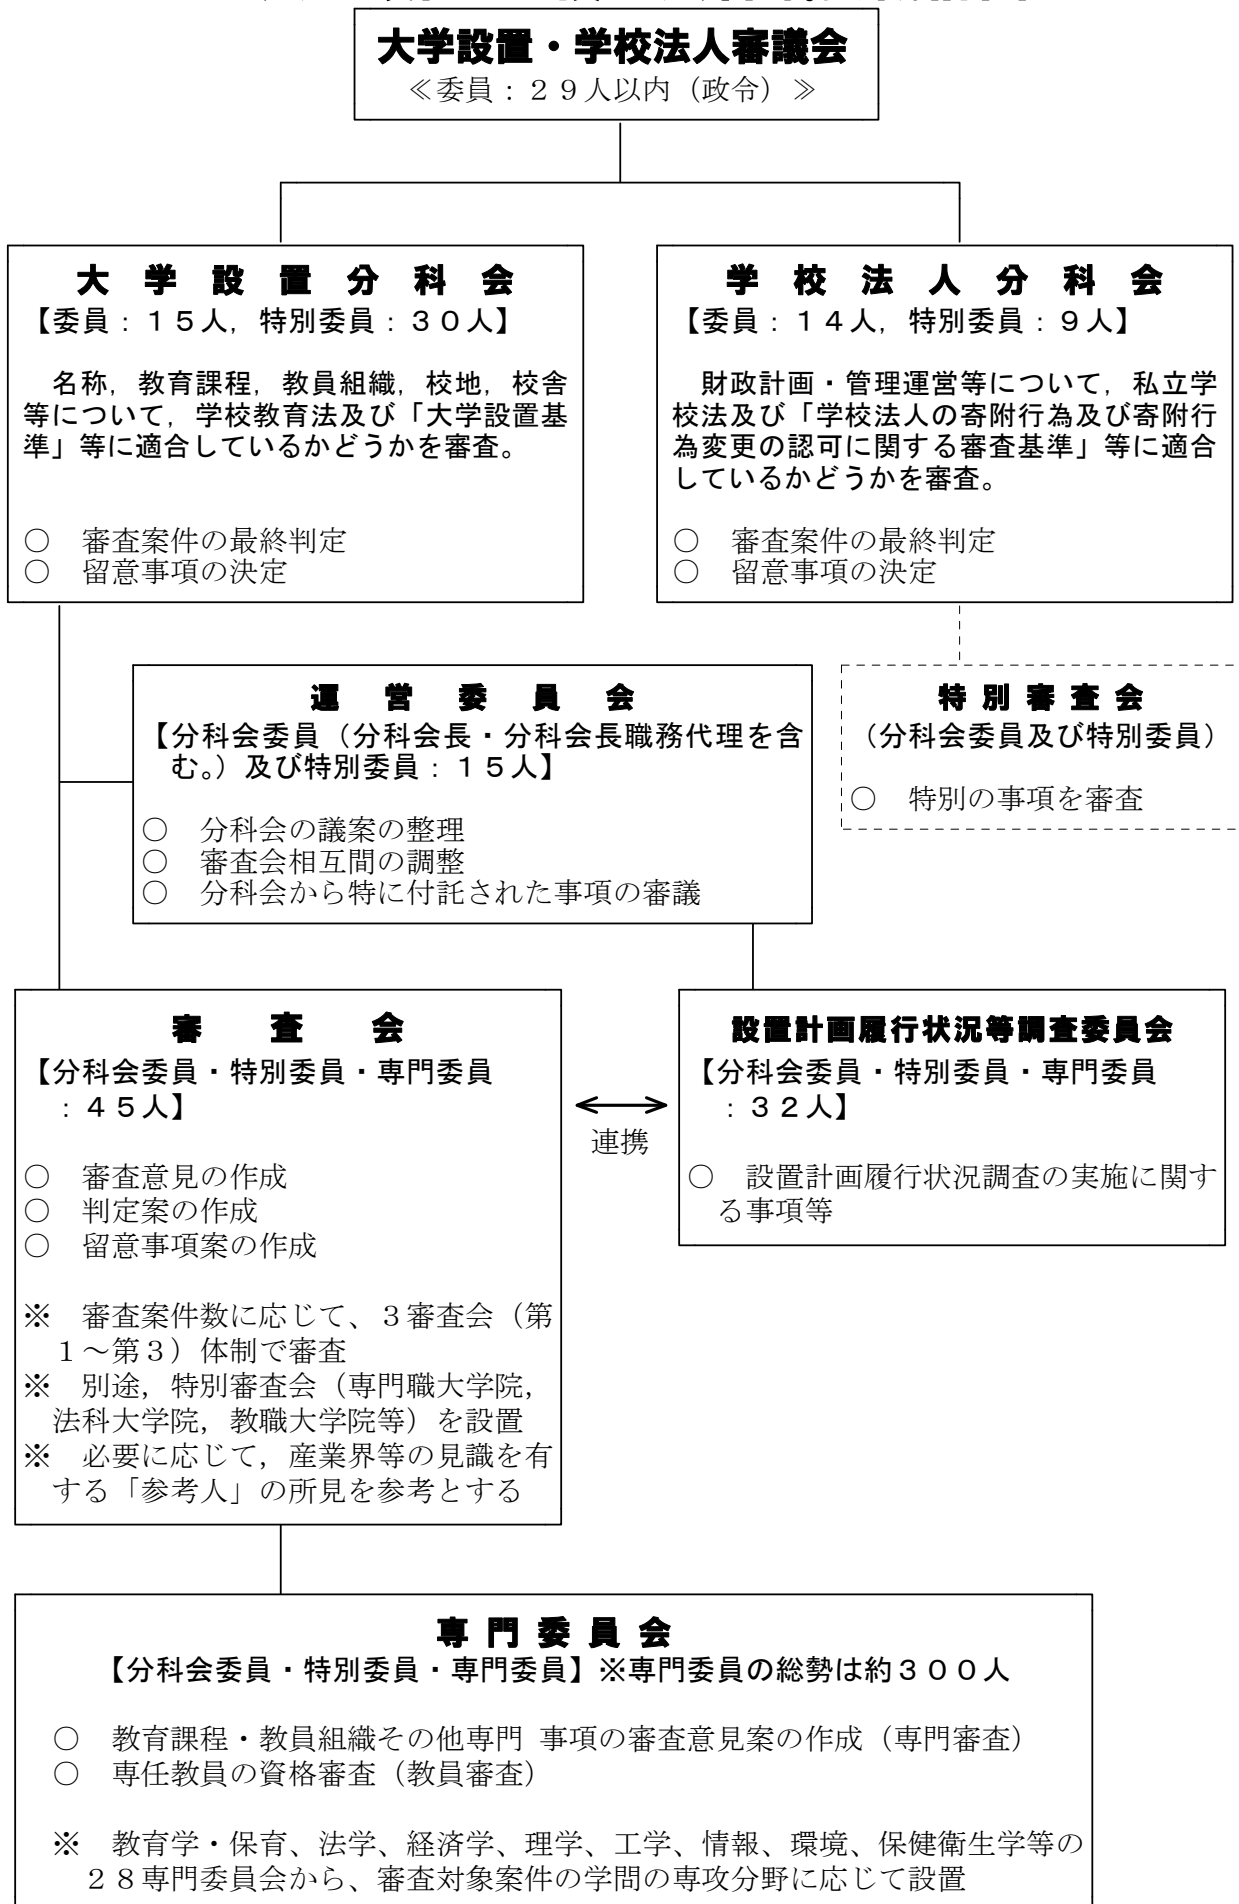 大学設置・学校法人審議会
≪委員：２９人以内（政令）≫
大学設置分科会
【委員：１５人，特別委員：３０人】
名称，教育課程，教員組織，校地，校舎
等について，学校教育法及び「大学設置基
準」等に適合しているかどうかを審査。
○　審査案件の最終判定
○　留意事項の決定
学校法人分科会
【委員：１４人，特別委員：９人】
財政計画・管理運営等について，私立学
校法及び「学校法人の寄附行為及び寄附行
為変更の認可に関する審査基準」等に適合
しているかどうかを審査。
○　審査案件の最終判定
○　留意事項の決定
運営委員会
【分科会委員（分科会長・分科会長職務代理を含
む。）及び特別委員：１５人】
○　分科会の議案の整理
○　審査会相互間の調整
○　分科会から特に付託された事項の審議
特別審査会
（分科会委員及び特別委員）
○　特別の事項を審査
審査会
【分科会委員・特別委員・専門委員
：４５人】
○　審査意見の作成
○　判定案の作成
○　留意事項案の作成
※　審査案件数に応じて、３審査会（第
１～第３）体制で審査
※　別途，特別審査会（専門職大学院，
法科大学院，教職大学院等）を設置
※　必要に応じて，産業界等の見識を有
する「参考人」の所見を参考とする
連携
設置計画履行状況等調査委員会
【分科会委員・特別委員・専門委員
：３２人】
○　設置計画履行状況調査の実施に関す
る事項等
専門委員会
【分科会委員・特別委員・専門委員】※専門委員の総勢は約３００人
○　教育課程・教員組織その他専門 事項の審査意見案の作成（専門審査）
○　専任教員の資格審査（教員審査）
※　教育学・保育、法学、経済学、理学、工学、情報、環境、保健衛生学等の
２８専門委員会から、審査対象案件の学問の専攻分野に応じて設置